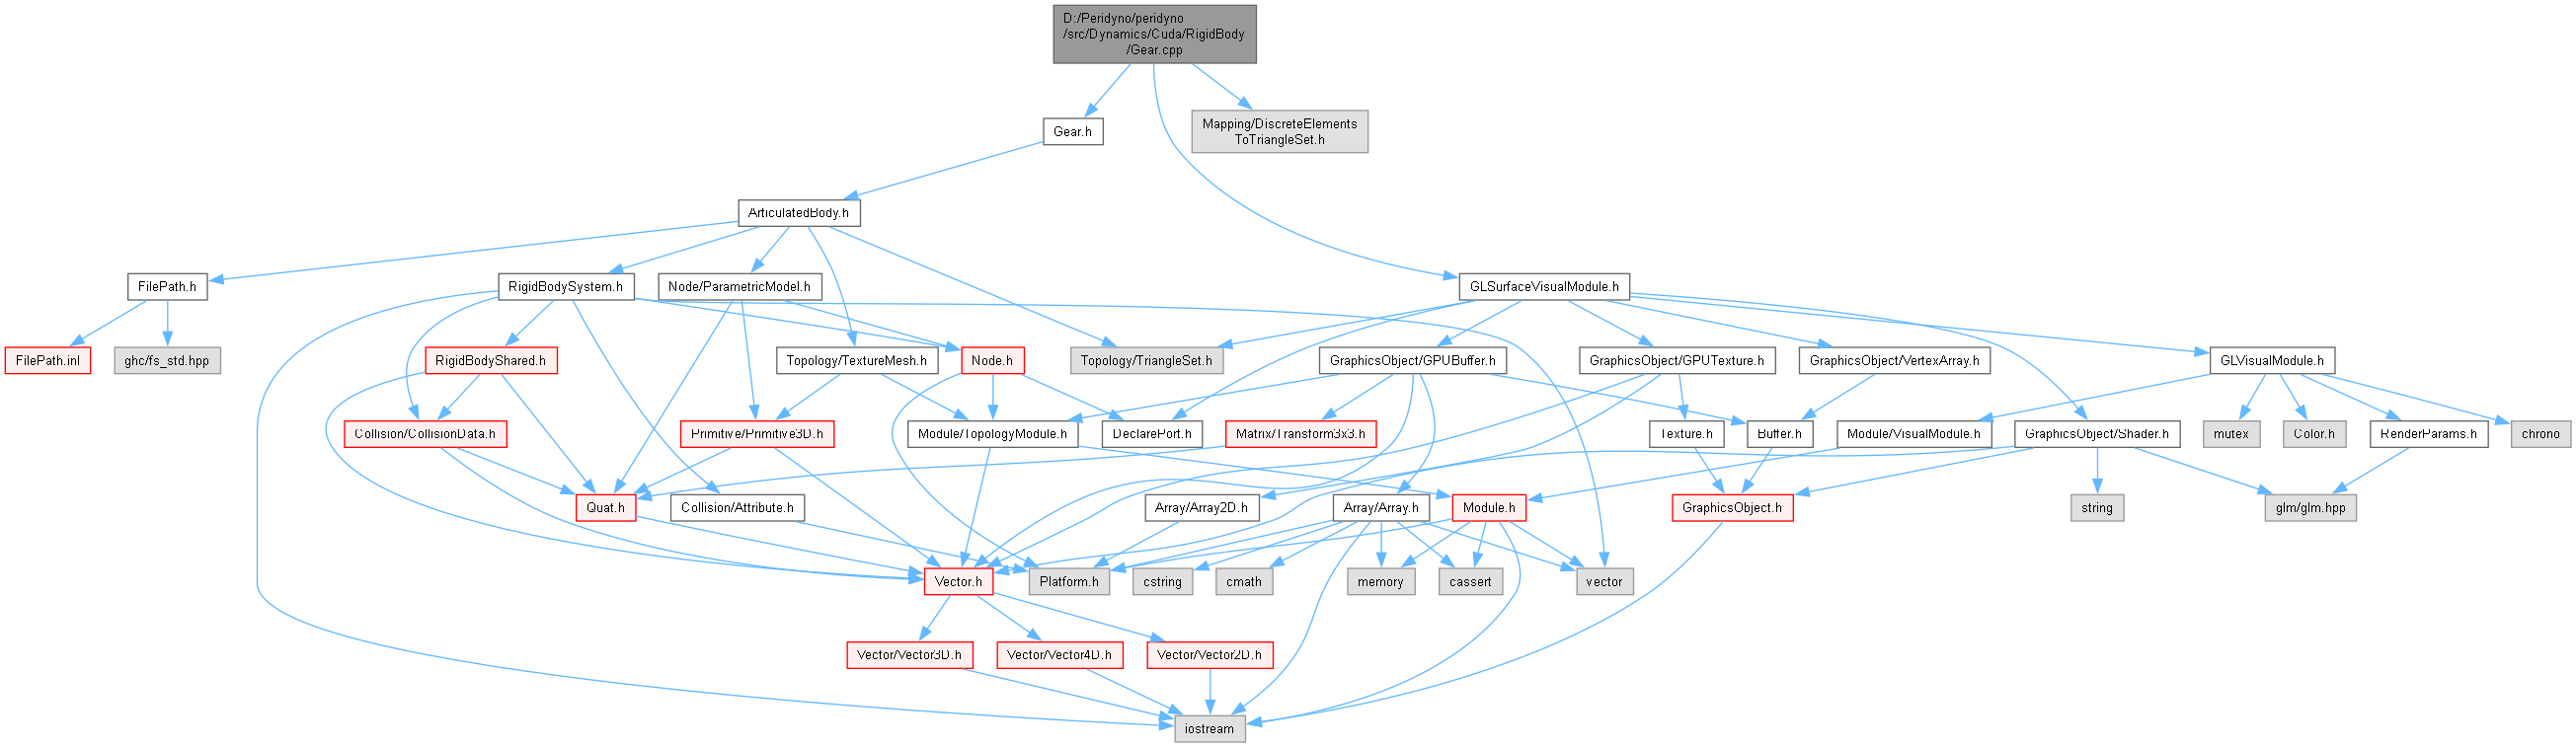 D:/Peridyno/peridyno
/src/Dynamics/Cuda/RigidBody
/Gear.cpp
Gear.h
Mapping/DiscreteElements
ToTriangleSet.h
ArticulatedBody.h
FilePath.h
RigidBodySystem.h
Node/ParametricModel.h
GLSurfaceVisualModule.h
FilePath.inl
ghc/fs_std.hpp
RigidBodyShared.h
Topology/TextureMesh.h
Node.h
Topology/TriangleSet.h
GraphicsObject/GPUBuffer.h
GraphicsObject/GPUTexture.h
GraphicsObject/VertexArray.h
GLVisualModule.h
Collision/CollisionData.h
Primitive/Primitive3D.h
Module/TopologyModule.h
DeclarePort.h
Matrix/Transform3x3.h
Texture.h
Buffer.h
Module/VisualModule.h
GraphicsObject/Shader.h
mutex
Color.h
RenderParams.h
chrono
Quat.h
Collision/Attribute.h
Array/Array2D.h
Array/Array.h
Module.h
GraphicsObject.h
string
glm/glm.hpp
Vector.h
Platform.h
cstring
cmath
memory
cassert
vector
Vector/Vector3D.h
Vector/Vector4D.h
Vector/Vector2D.h
iostream